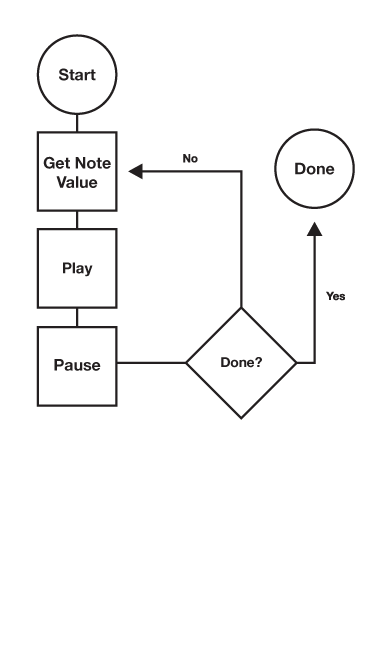 Start
Get Note
Value
Play
Pause
Done?
No
Yes
Done